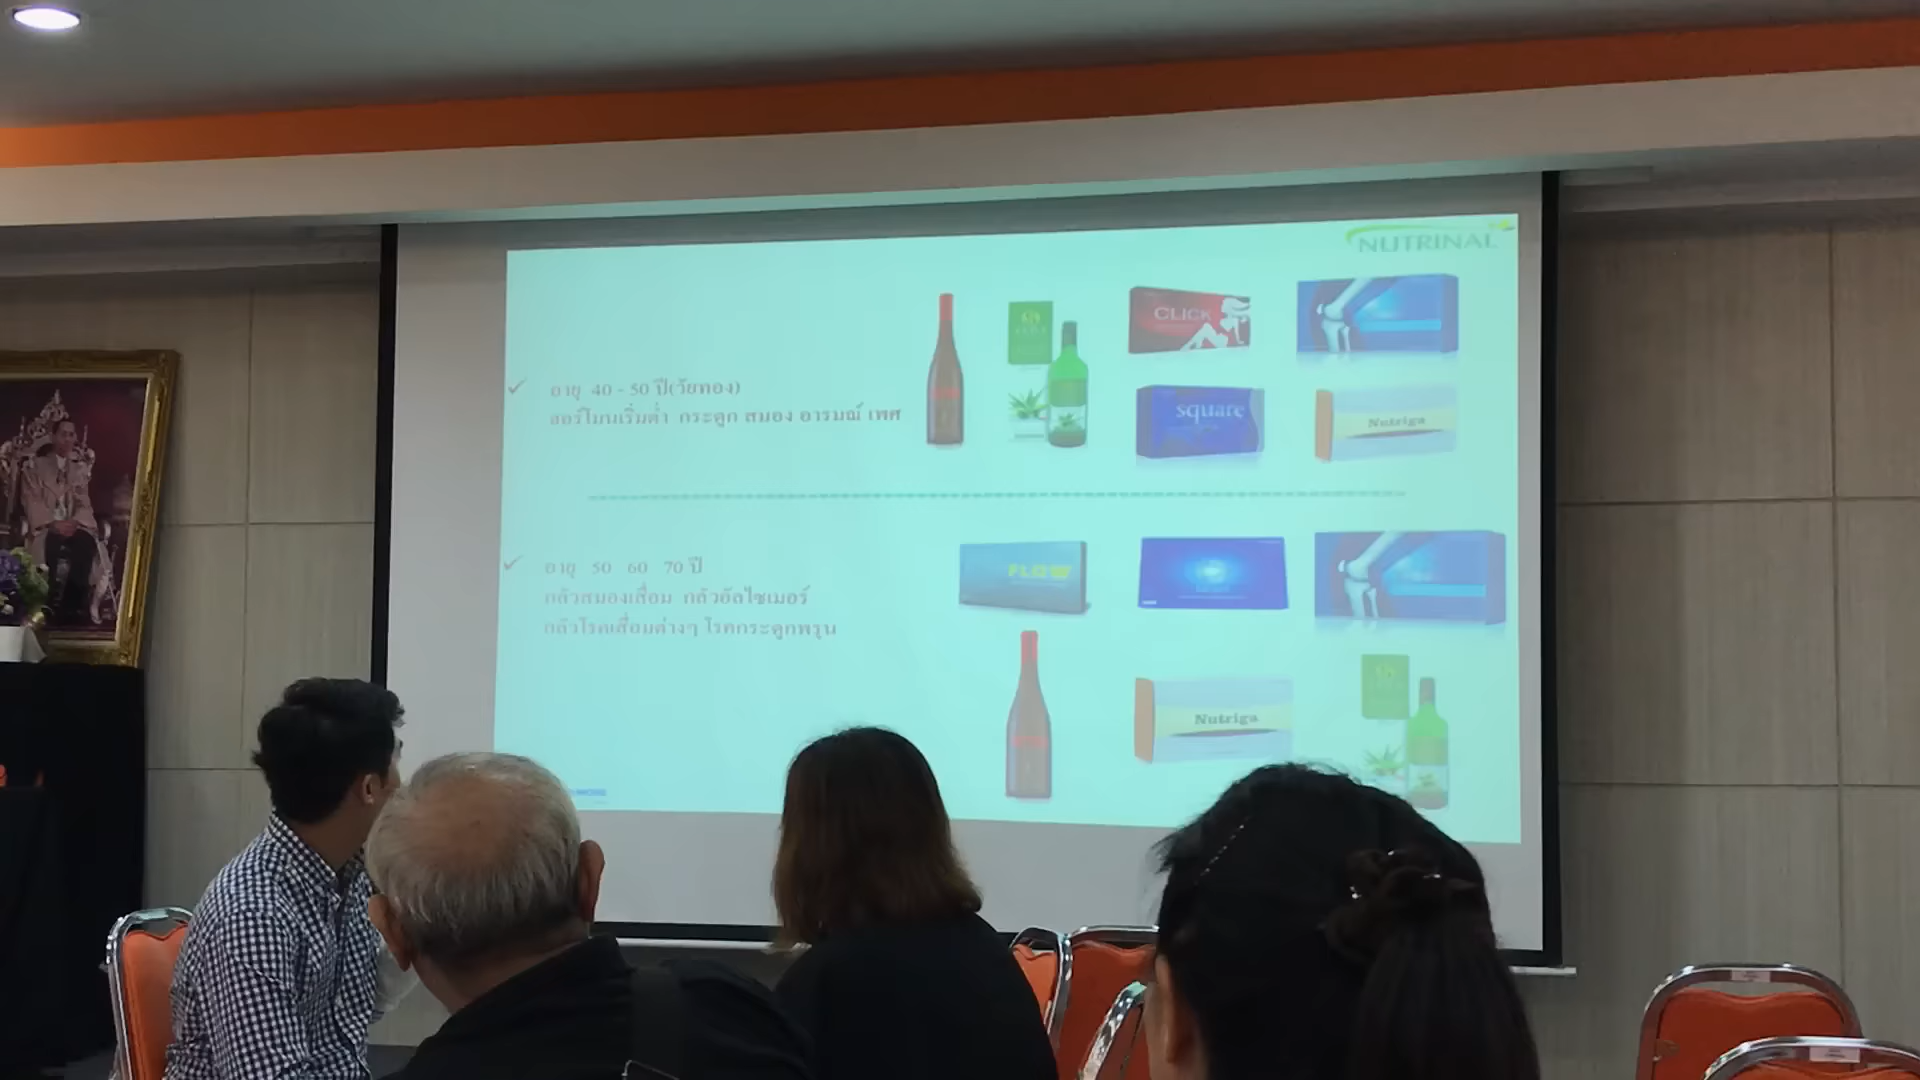 NUTRINAL
✓ อายุ 40 - 50 ปี(วัยทอง)
ฮอร์โมนเริ่มต่ำ กระดูก สมอง อารมณ์ เพศ
CLICK
square
Nutriga
✓ อายุ 50 60 70 ปี
กลัวสมองเสื่อม กลัวอัลไซเมอร์
กลัวโรคเสื่อมต่างๆ โรคกระดูกพรุน
FLOW
Nutriga